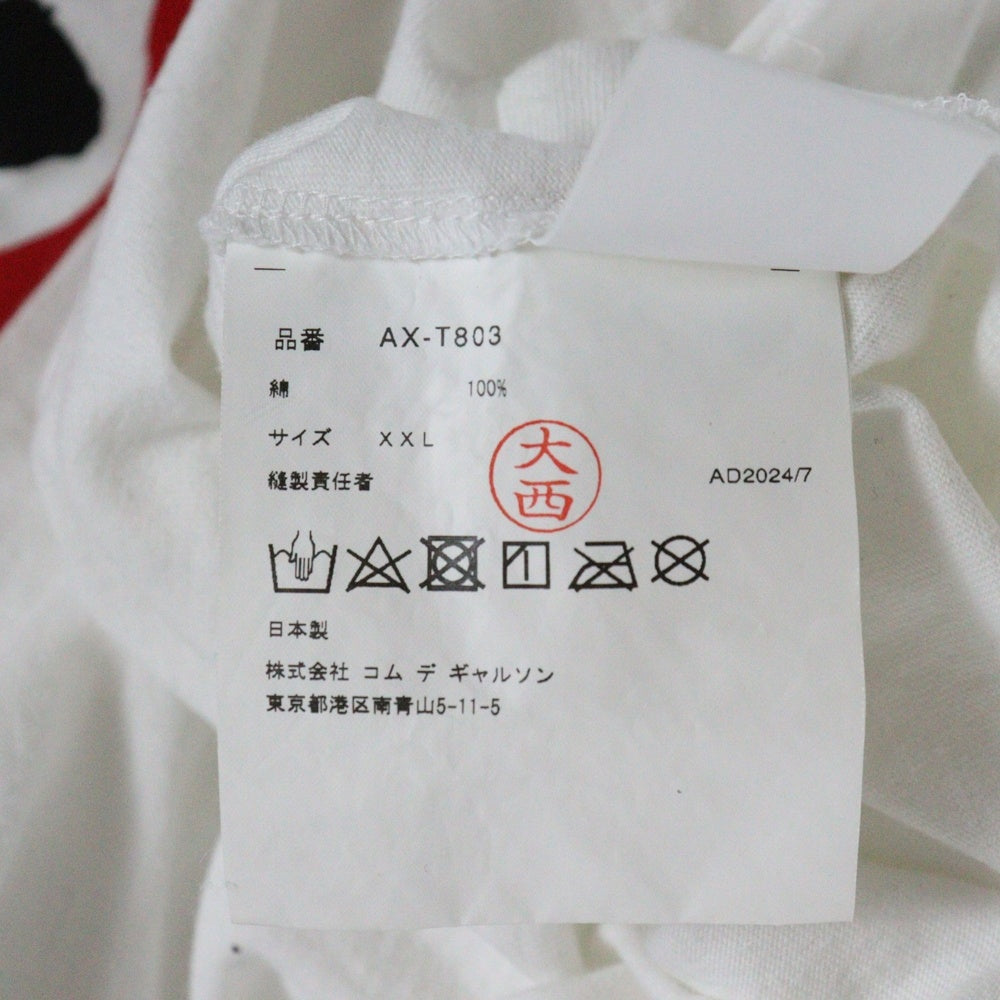 品番 AX-T803
綿 100%
サイズ XXL
縫製責任者 大西 AD2024/7
日本製
株式会社 コム デ ギャルソン
東京都港区南青山5-11-5